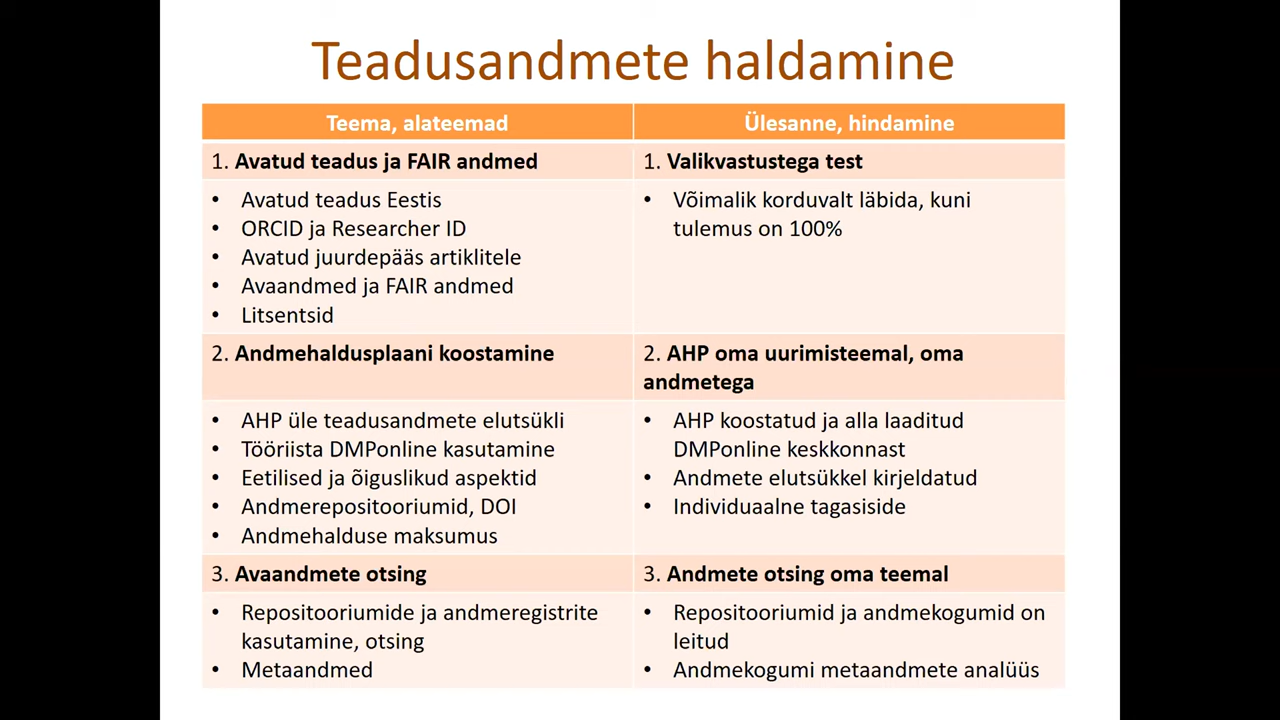 Teadusandmete haldamine
Teema, alateemad
Ülesanne, hindamine
1. Avatud teadus ja FAIR andmed
1. Valikvastustega test
• Avatud teadus Eestis
• ORCID ja Researcher ID
• Avatud juurdepääs artiklitele
• Avaandmed ja FAIR andmed
• Litsentsid
• Võimalik korduvalt läbida, kuni
tulemus on 100%
2. Andmehaldusplaani koostamine
2. AHP oma uurimisteemal, oma
andmetega
• AHP üle teadusandmete elutsükli
• Tööriista DMPonline kasutamine
• Eetilised ja õiguslikud aspektid
• Andmerepositooriumid, DOI
• Andmehalduse maksumus
• AHP koostatud ja alla laaditud
DMPonline keskkonnast
• Andmete elutsükkel kirjeldatud
• Individuaalne tagasiside
3. Avaandmete otsing
3. Andmete otsing oma teemal
• Repositooriumide ja andmeregistrite
kasutamine, otsing
• Metaandmed
• Repositooriumid ja andmekogumid on
leitud
• Andmekogumi metaandmete analüüs